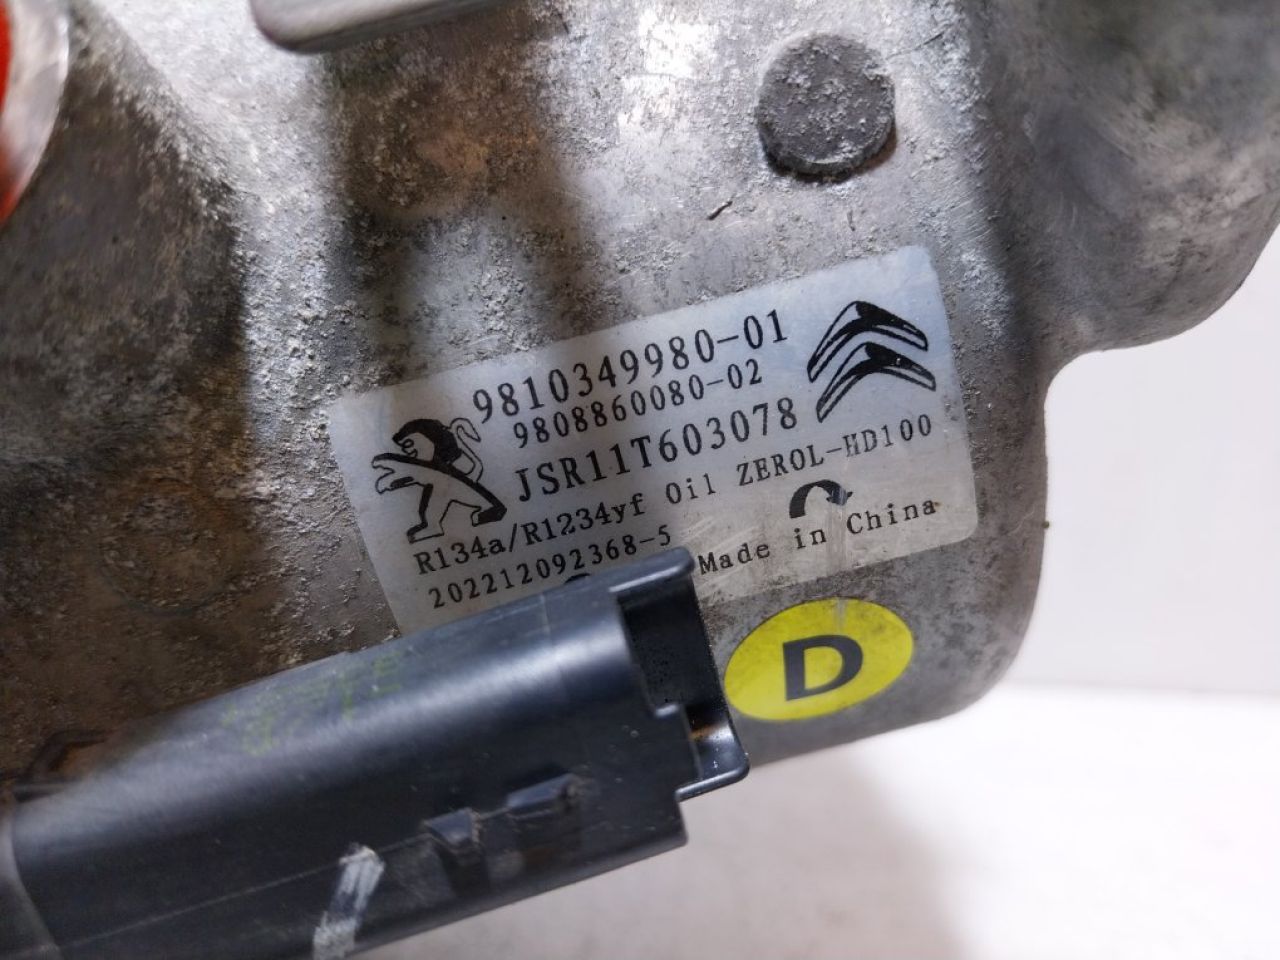 9810349980-01
9808860080-02
JSR11T603078
R134a/R1234yf Oil ZEROL-HD100
202212092368-5 Made in China
D